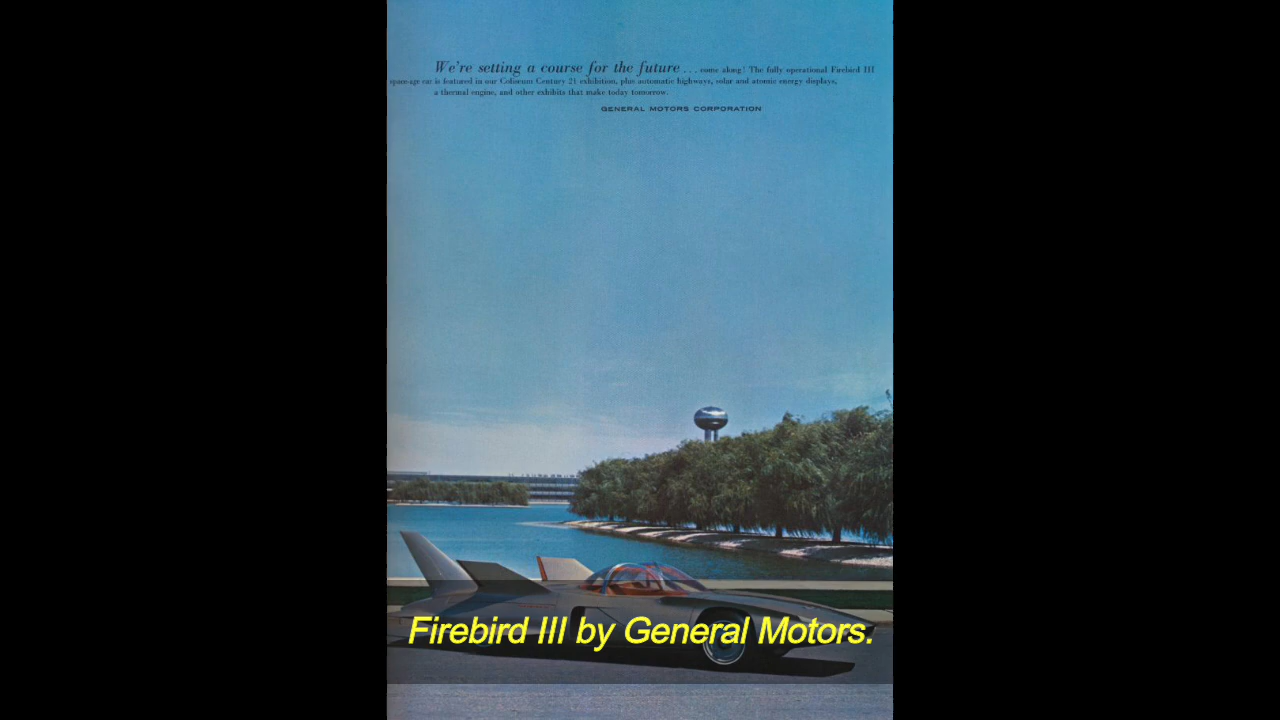 We're setting a course for the future . . . come along! The fully operational Firebird III
space-age car is featured in our Coliseum Century 21 exhibition, plus automatic highways, solar and atomic energy displays,
a thermal engine, and other exhibits that make today tomorrow.
GENERAL MOTORS CORPORATION
Firebird III by General Motors.